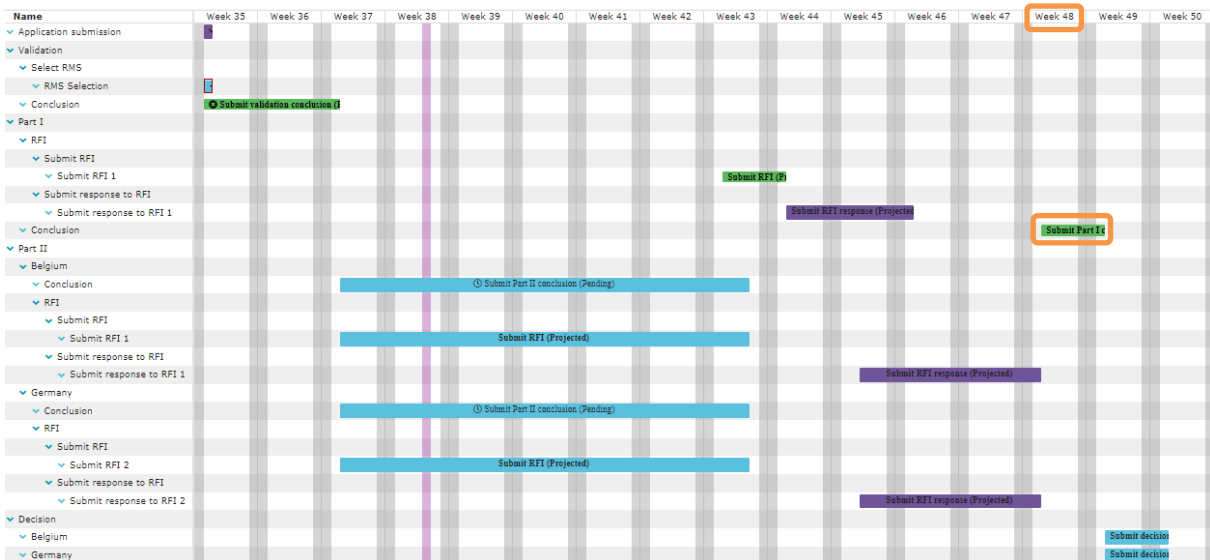 Name Week 35 Week 36 Week 37 Week 38 Week 39 Week 40 Week 41 Week 42 Week 43 Week 44 Week 45 Week 46 Week 47 Week 48 Week 49 Week 50
Application submission
Validation
Select RMS
RMS Selection
Conclusion Submit validation conclusion (
Part I
RFI
Submit RFI
Submit RFI 1 Submit RFI (P
Submit response to RFI
Submit response to RFI 1 Submit RFI response (Projected
Conclusion Submit Part I c
Part II
Belgium
Conclusion Submit Part II conclusion (Pending)
RFI
Submit RFI
Submit RFI 1 Submit RFI (Projected)
Submit response to RFI
Submit response to RFI 1 Submit RFI response (Projected)
Germany
Conclusion Submit Part II conclusion (Pending)
RFI
Submit RFI
Submit RFI 2 Submit RFI (Projected)
Submit response to RFI
Submit response to RFI 2 Submit RFI response (Projected)
Decision
Belgium Submit decision
Germany Submit decision